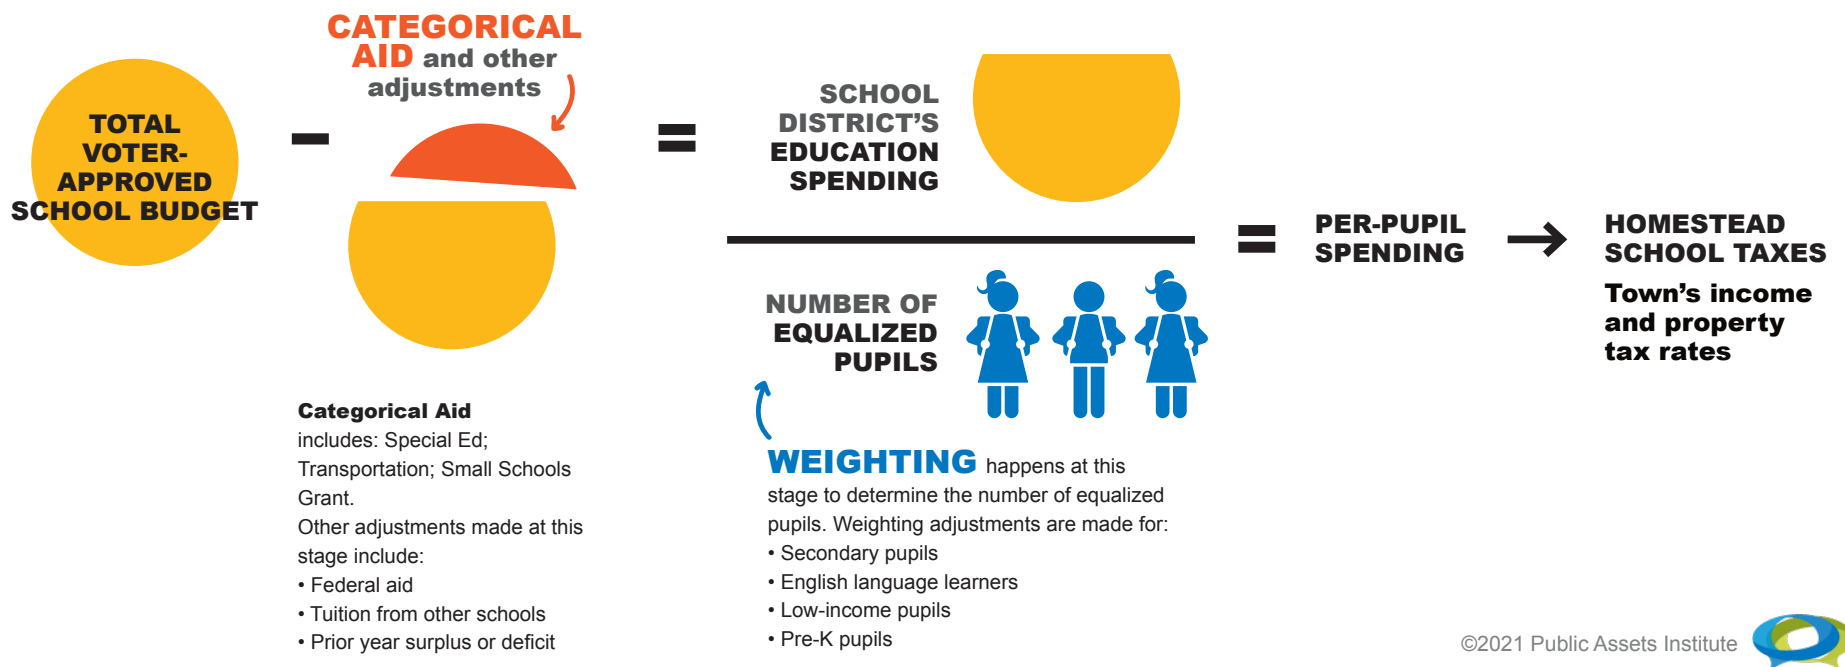 TOTAL
VOTER-
APPROVED
SCHOOL BUDGET
CATEGORICAL
AID and other
adjustments
Categorical Aid
includes: Special Ed;
Transportation; Small Schools
Grant.
Other adjustments made at this
stage include:
• Federal aid
• Tuition from other schools
• Prior year surplus or deficit
SCHOOL
DISTRICT’S
EDUCATION
SPENDING
NUMBER OF
EQUALIZED
PUPILS
WEIGHTING happens at this
stage to determine the number of equalized
pupils. Weighting adjustments are made for:
• Secondary pupils
• English language learners
• Low-income pupils
• Pre-K pupils
PER-PUPIL
SPENDING
HOMESTEAD
SCHOOL TAXES
Town’s income
and property
tax rates
©2021 Public Assets Institute